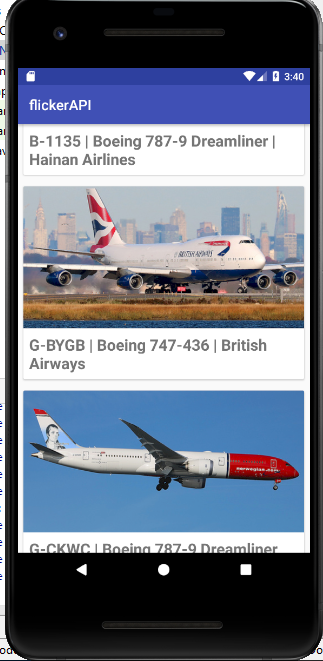 3:40
flickerAPI
B-1135 | Boeing 787-9 Dreamliner |
Hainan Airlines
BRITISH AIRWAYS
G-BYGB | Boeing 747-436 | British
Airways
norwegian.com
G-CKWC | Boeing 787-9 Dreamliner